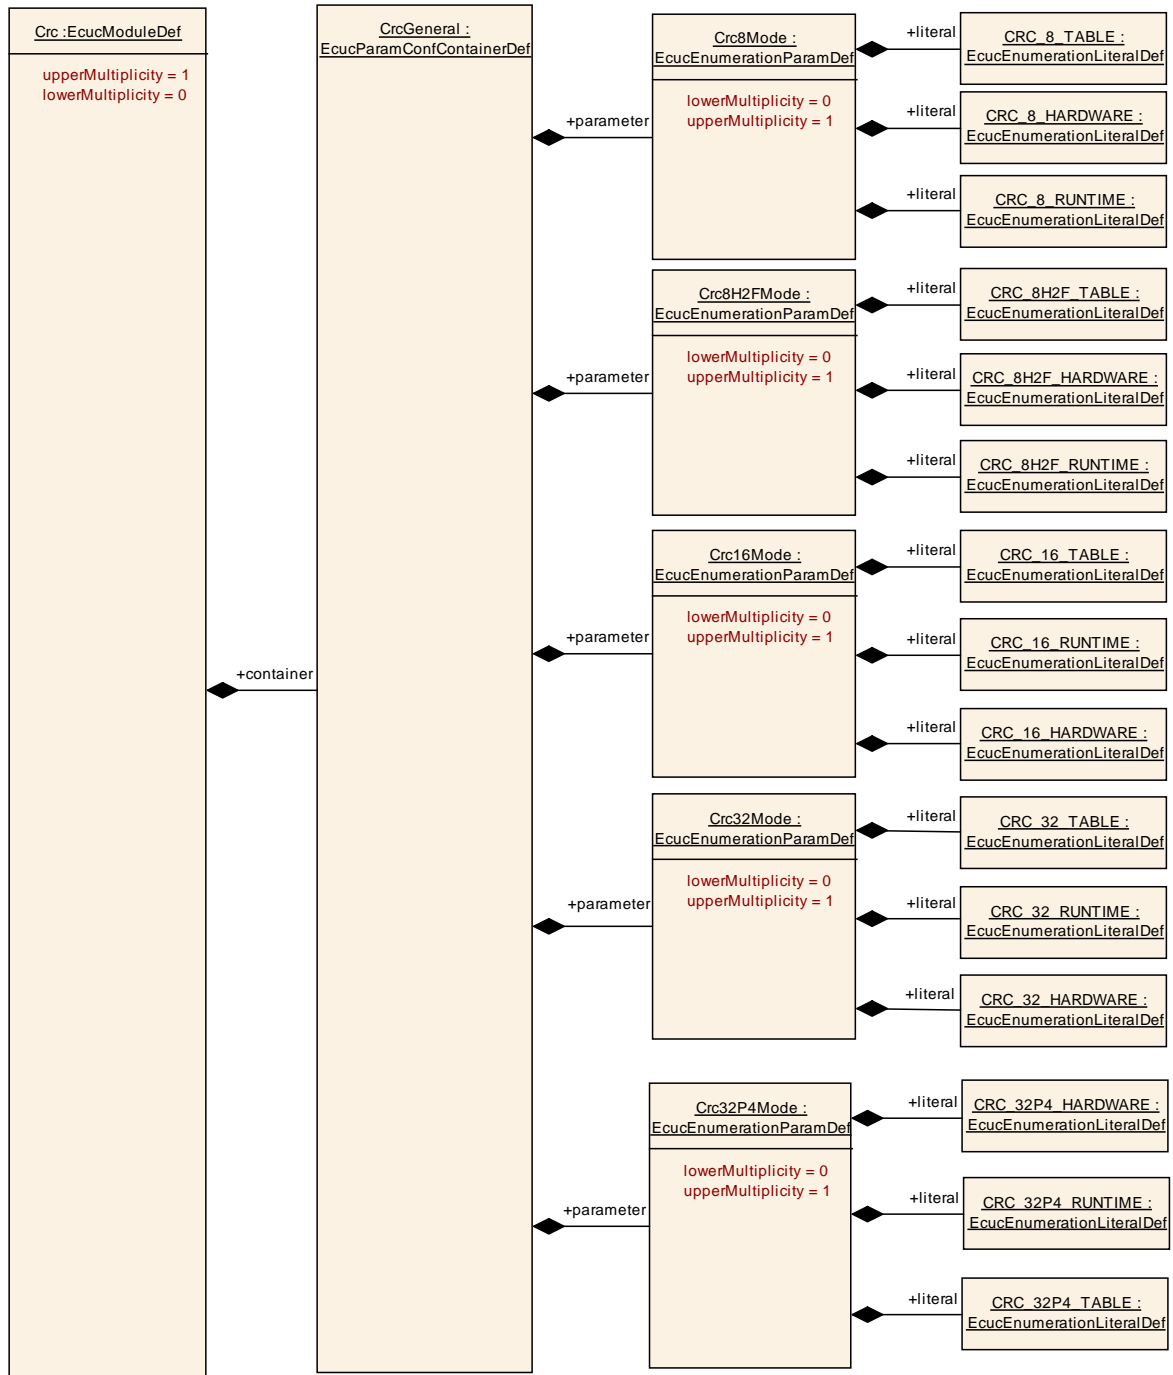 Crc :EcucModuleDef
upperMultiplicity = 1
lowerMultiplicity = 0
+container
CrcGeneral :
EcucParamConfContainerDef
+parameter
Crc8Mode :
EcucEnumerationParamDef
lowerMultiplicity = 0
upperMultiplicity = 1
+literal
CRC_8_TABLE :
EcucEnumerationLiteralDef
+literal
CRC_8_HARDWARE :
EcucEnumerationLiteralDef
+literal
CRC_8_RUNTIME :
EcucEnumerationLiteralDef
+parameter
Crc8H2FMode :
EcucEnumerationParamDef
lowerMultiplicity = 0
upperMultiplicity = 1
+literal
CRC_8H2F_TABLE :
EcucEnumerationLiteralDef
+literal
CRC_8H2F_HARDWARE :
EcucEnumerationLiteralDef
+literal
CRC_8H2F_RUNTIME :
EcucEnumerationLiteralDef
+parameter
Crc16Mode :
EcucEnumerationParamDef
lowerMultiplicity = 0
upperMultiplicity = 1
+literal
CRC_16_TABLE :
EcucEnumerationLiteralDef
+literal
CRC_16_RUNTIME :
EcucEnumerationLiteralDef
+literal
CRC_16_HARDWARE :
EcucEnumerationLiteralDef
+parameter
Crc32Mode :
EcucEnumerationParamDef
lowerMultiplicity = 0
upperMultiplicity = 1
+literal
CRC_32_TABLE :
EcucEnumerationLiteralDef
+literal
CRC_32_RUNTIME :
EcucEnumerationLiteralDef
+literal
CRC_32_HARDWARE :
EcucEnumerationLiteralDef
+parameter
Crc32P4Mode :
EcucEnumerationParamDef
lowerMultiplicity = 0
upperMultiplicity = 1
+literal
CRC_32P4_HARDWARE :
EcucEnumerationLiteralDef
+literal
CRC_32P4_RUNTIME :
EcucEnumerationLiteralDef
+literal
CRC_32P4_TABLE :
EcucEnumerationLiteralDef